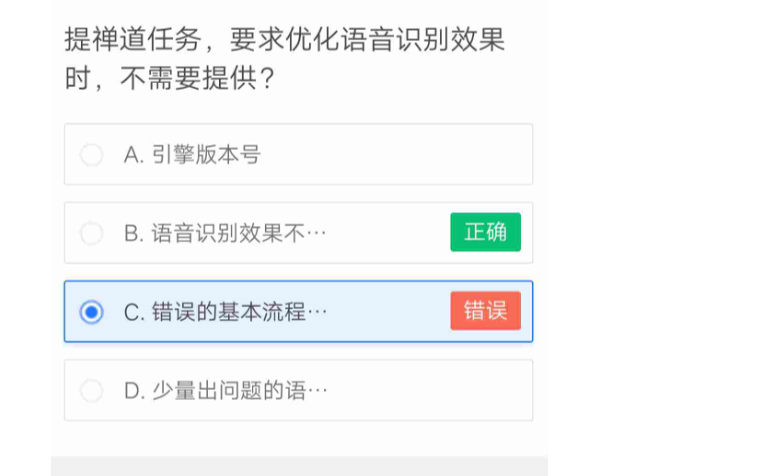 提禅道任务，要求优化语音识别效果
时，不需要提供？
A. 引擎版本号
B. 语音识别效果不… 正确
C. 错误的基本流程… 错误
D. 少量出问题的语…